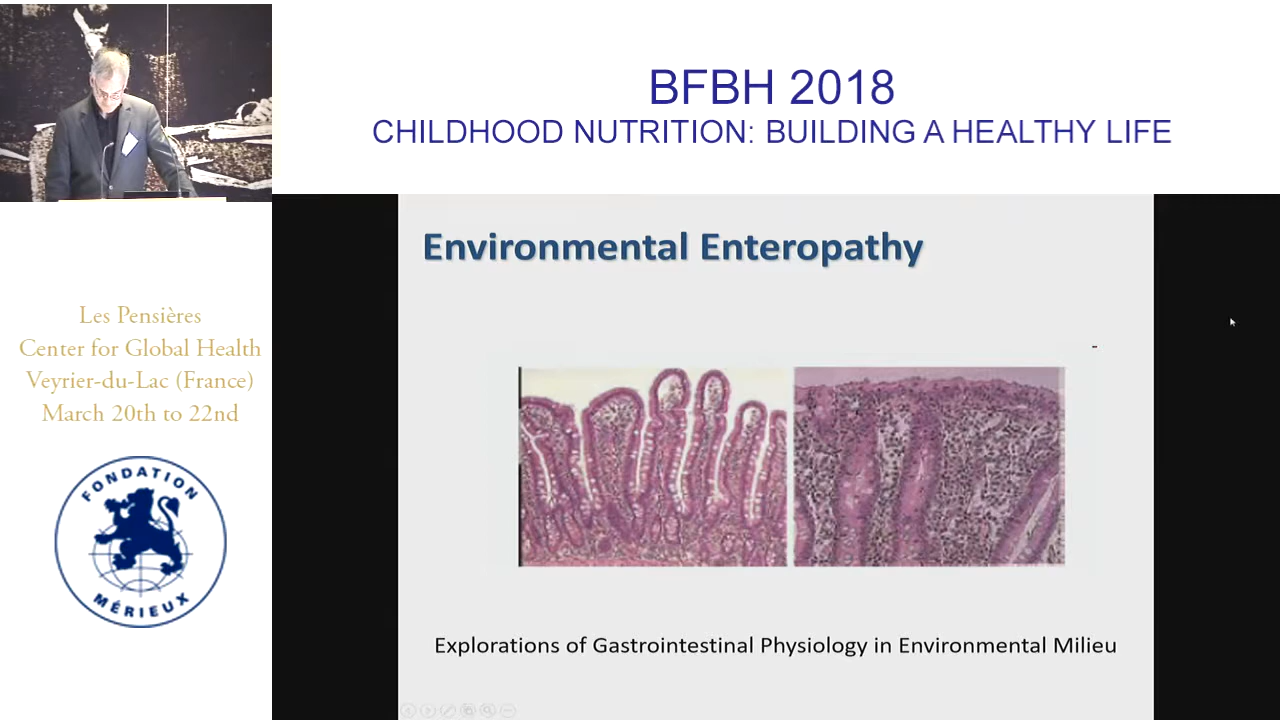 BFBH 2018
CHILDHOOD NUTRITION: BUILDING A HEALTHY LIFE
Les Pensières
Center for Global Health
Veyrier-du-Lac (France)
March 20th to 22nd
FONDATION
MÉRIEUX
Environmental Enteropathy
Explorations of Gastrointestinal Physiology in Environmental Milieu